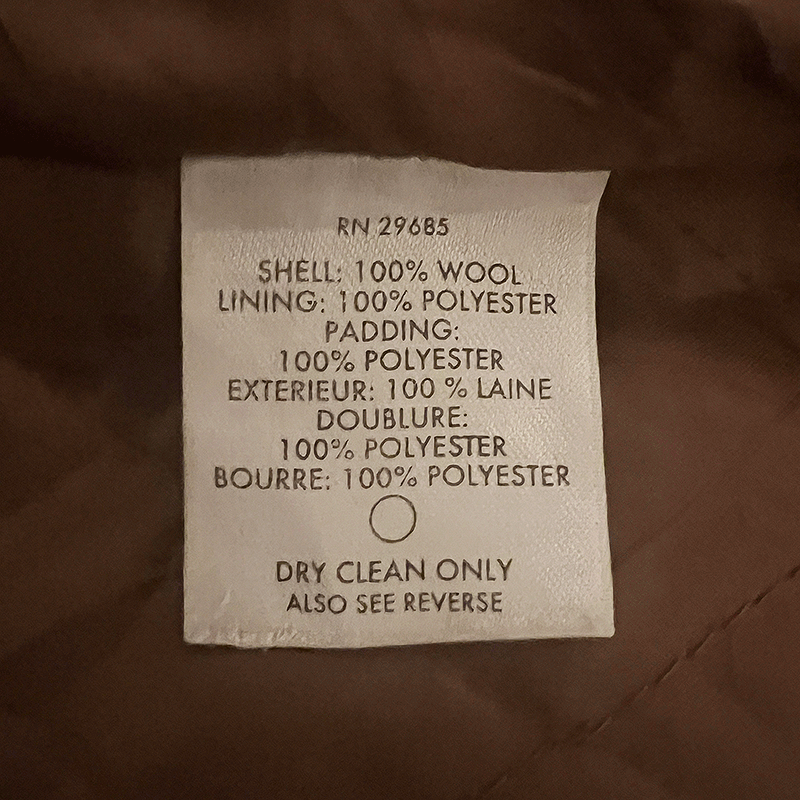 RN 29685
SHELL: 100% WOOL
LINING: 100% POLYESTER
PADDING:
100% POLYESTER
EXTERIEUR: 100 % LAINE
DOUBLURE:
100% POLYESTER
BOURRE: 100% POLYESTER
DRY CLEAN ONLY
ALSO SEE REVERSE